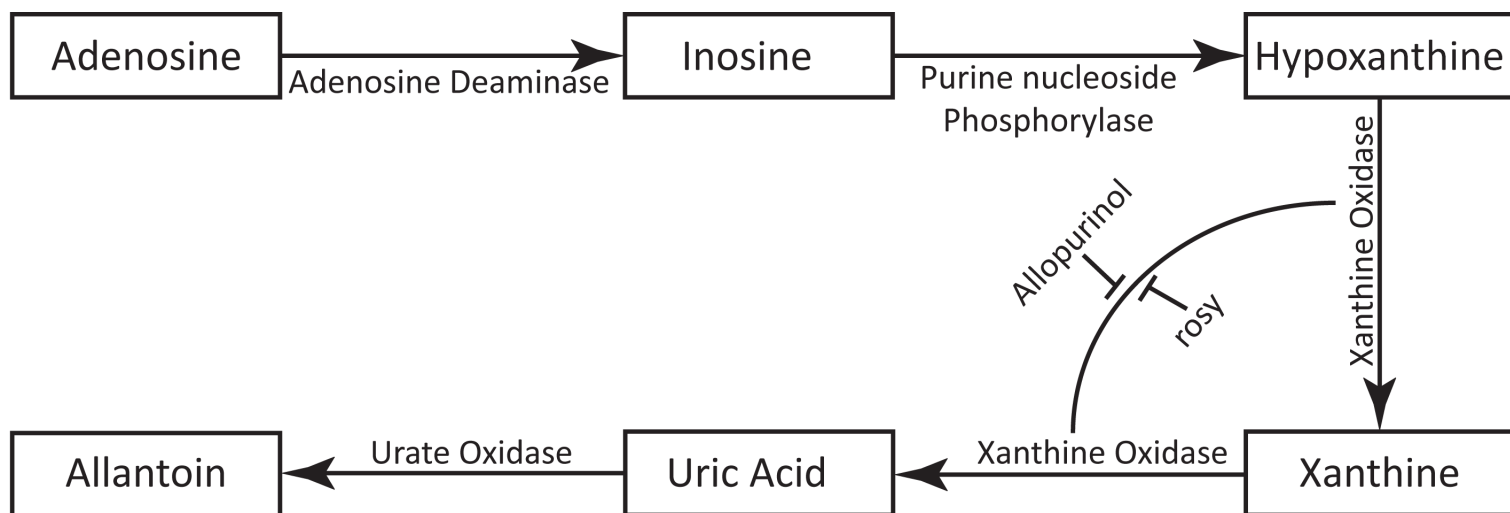 Adenosine
Adenosine Deaminase
Inosine
Purine nucleoside
Phosphorylase
Hypoxanthine
Xanthine Oxidase
Allopurinol
rosy
Allantoin
Urate Oxidase
Uric Acid
Xanthine Oxidase
Xanthine